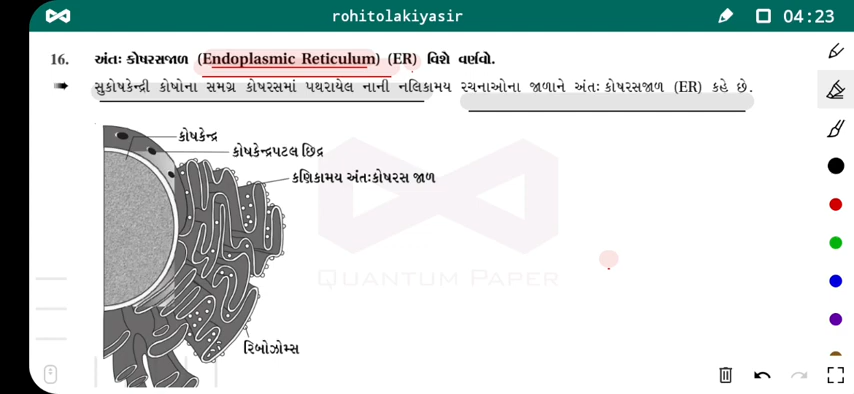 rohitolakiyasir
04:23
16. અંતઃ કોષરસજાળ (Endoplasmic Reticulum) (ER) વિશે વર્ણવો.
➠ સુકોષકેન્દ્રી કોષોના સમગ્ર કોષરસમાં પથરાયેલ નાની નલિકામય રચનાઓના જાળાને અંતઃ કોષરસજાળ (ER) કહે છે.
કોષકેન્દ્ર
કોષકેન્દ્રપટલ છિદ્ર
કણિકામય અંતઃકોષરસ જાળ
QUANTUM PAPER
રિબોઝોમ્સ